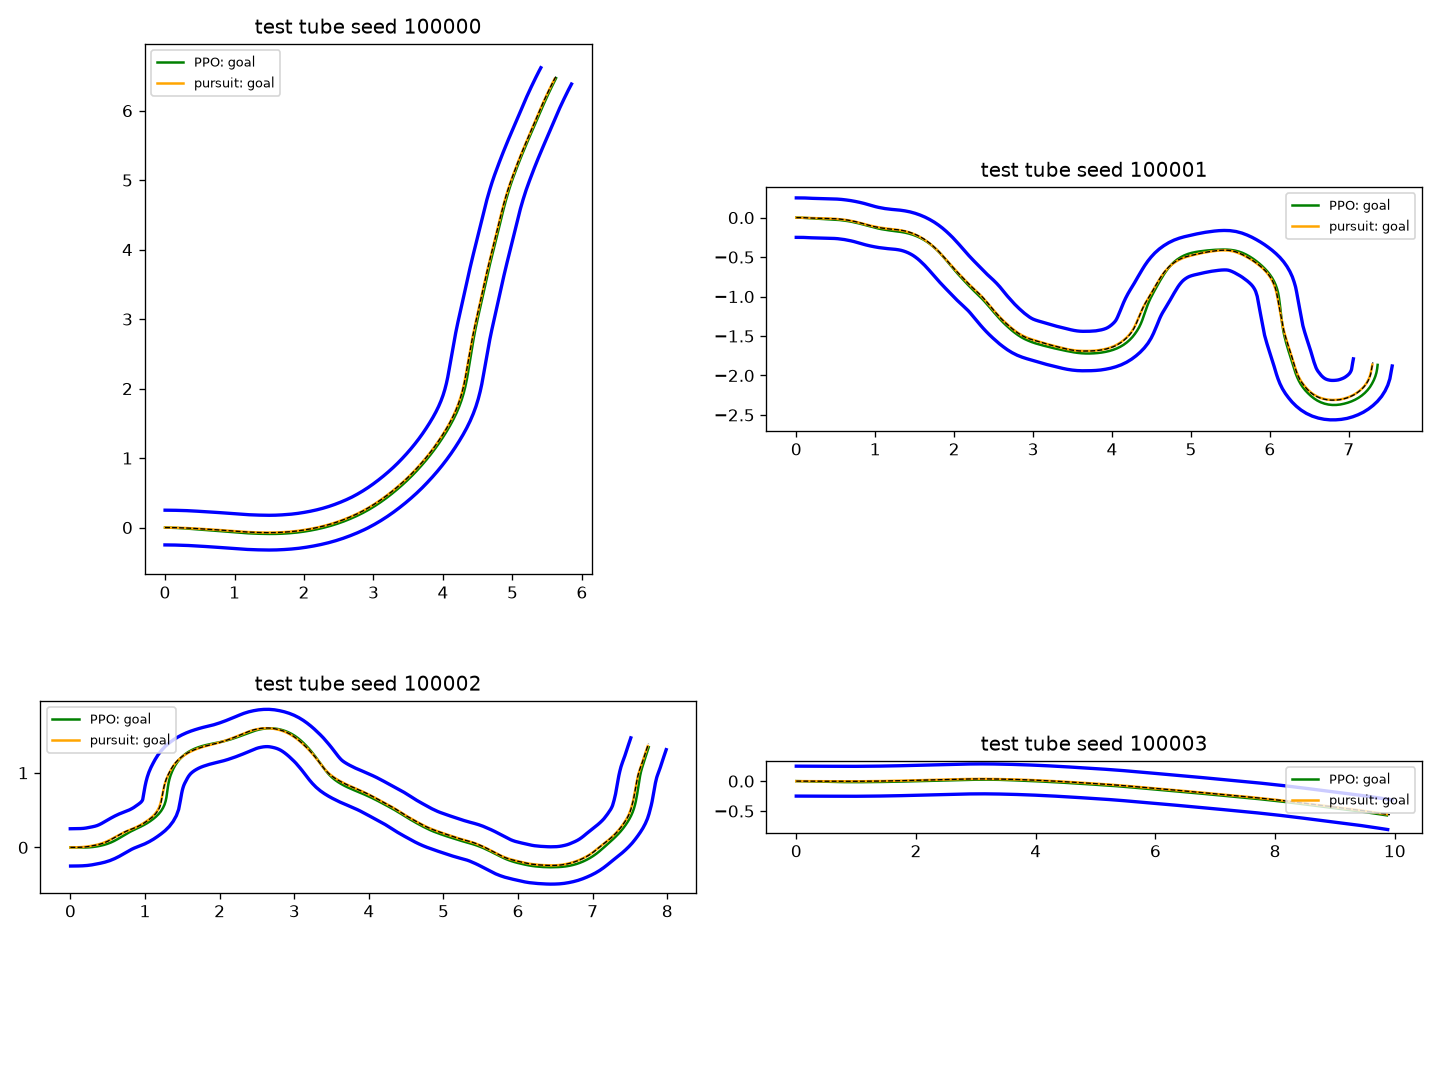 test tube seed 100000
PPO: goal
pursuit: goal
6
5
4
3
2
1
0
0 1 2 3 4 5 6
test tube seed 100001
PPO: goal
pursuit: goal
0.0
−0.5
−1.0
−1.5
−2.0
−2.5
0 1 2 3 4 5 6 7
test tube seed 100002
PPO: goal
pursuit: goal
1
0
0 1 2 3 4 5 6 7 8
test tube seed 100003
PPO: goal
pursuit: goal
0.0
−0.5
0 2 4 6 8 10